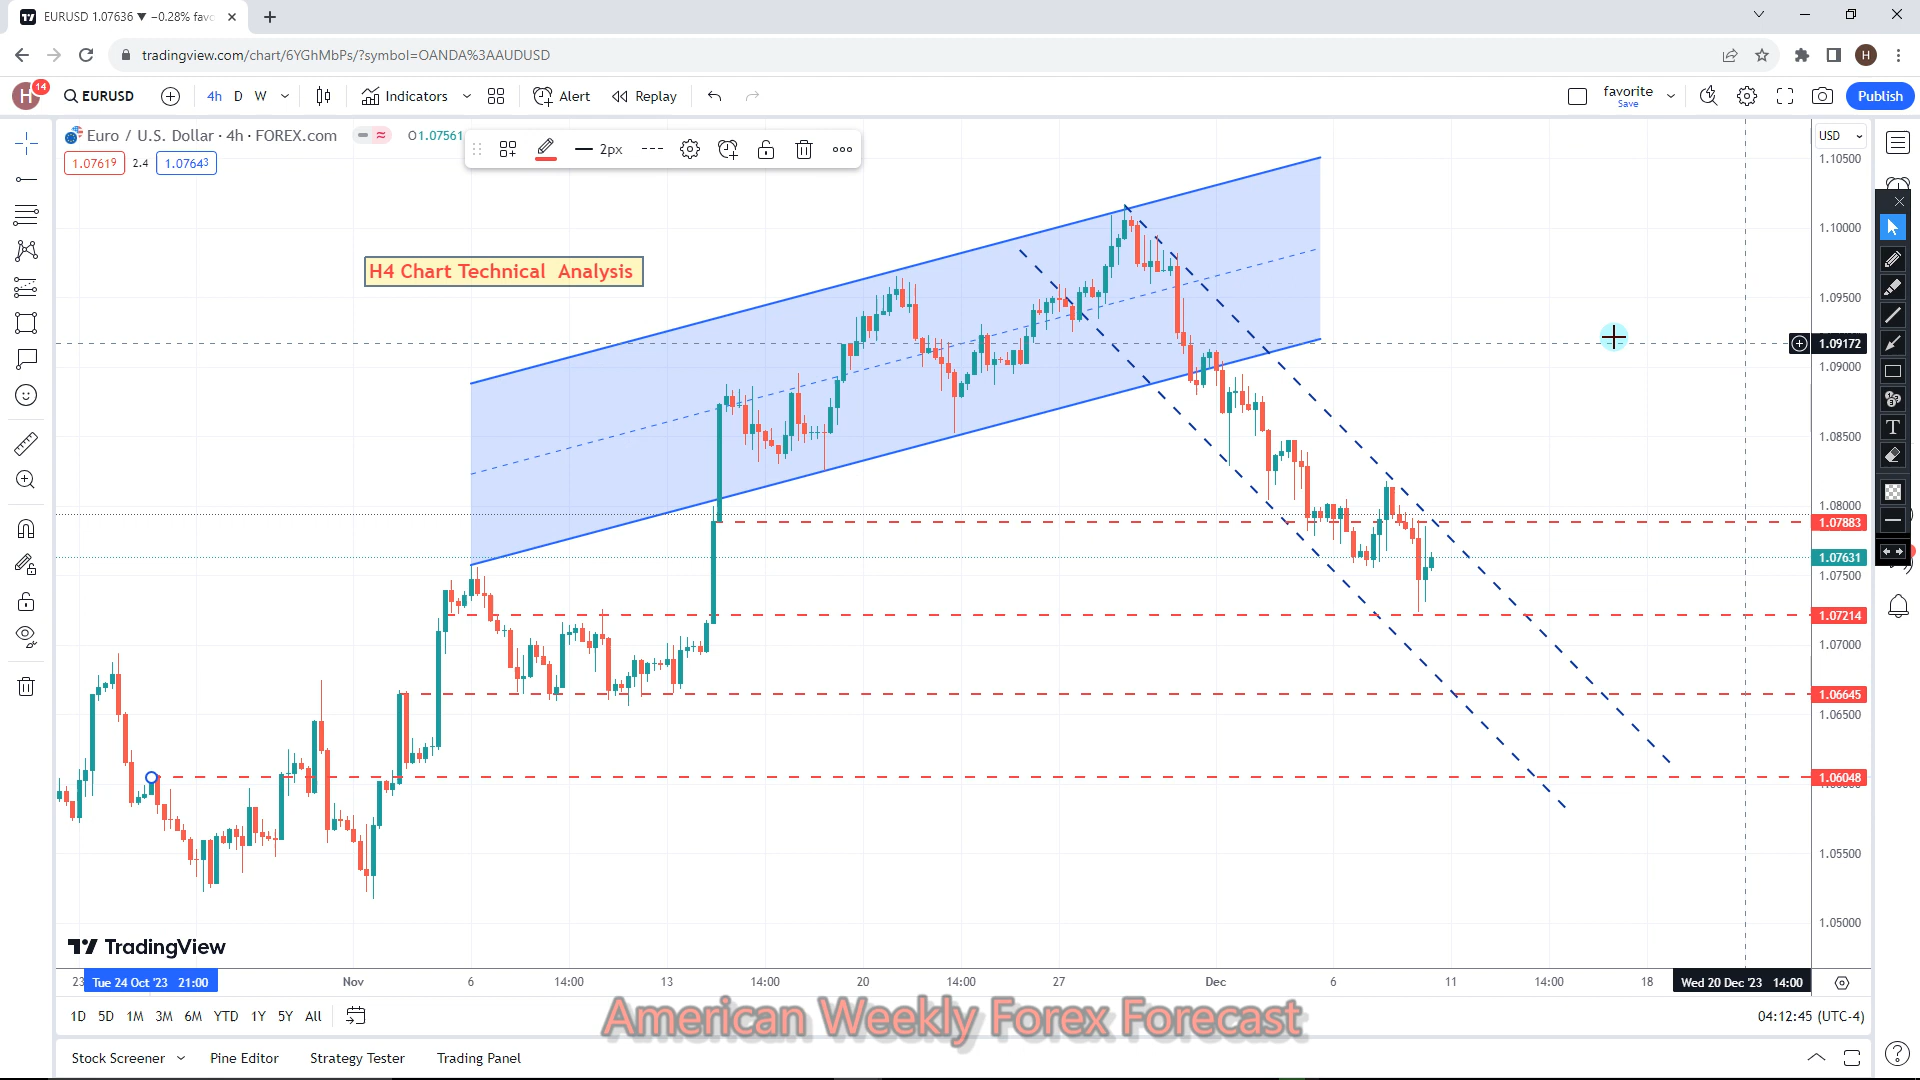 EURUSD 1.07636 ▼ −0.28% favo
tradingview.com/chart/6YGhMbPs/?symbol=OANDA%3AAUDUSD
H
H 14 EURUSD 4h D W Indicators Alert Replay favorite Save Publish
Euro / U.S. Dollar · 4h · FOREX.com O1.07561 2px USD
1.07619 2.4 1.07643
H4 Chart Technical Analysis
1.10500
1.10000
1.09500
1.09172
1.09000
1.08500
1.08000
1.07883
1.07631
1.07500
1.07214
1.07000
1.06645
1.06500
1.06048
1.05500
1.05000
T
TradingView
23 Tue 24 Oct '23 21:00 Nov 6 14:00 13 14:00 20 14:00 27 Dec 6 11 14:00 18 Wed 20 Dec '23 14:00
1D 5D 1M 3M 6M YTD 1Y 5Y All 04:12:45 (UTC-4)
American Weekly Forex Forecast
Stock Screener Pine Editor Strategy Tester Trading Panel